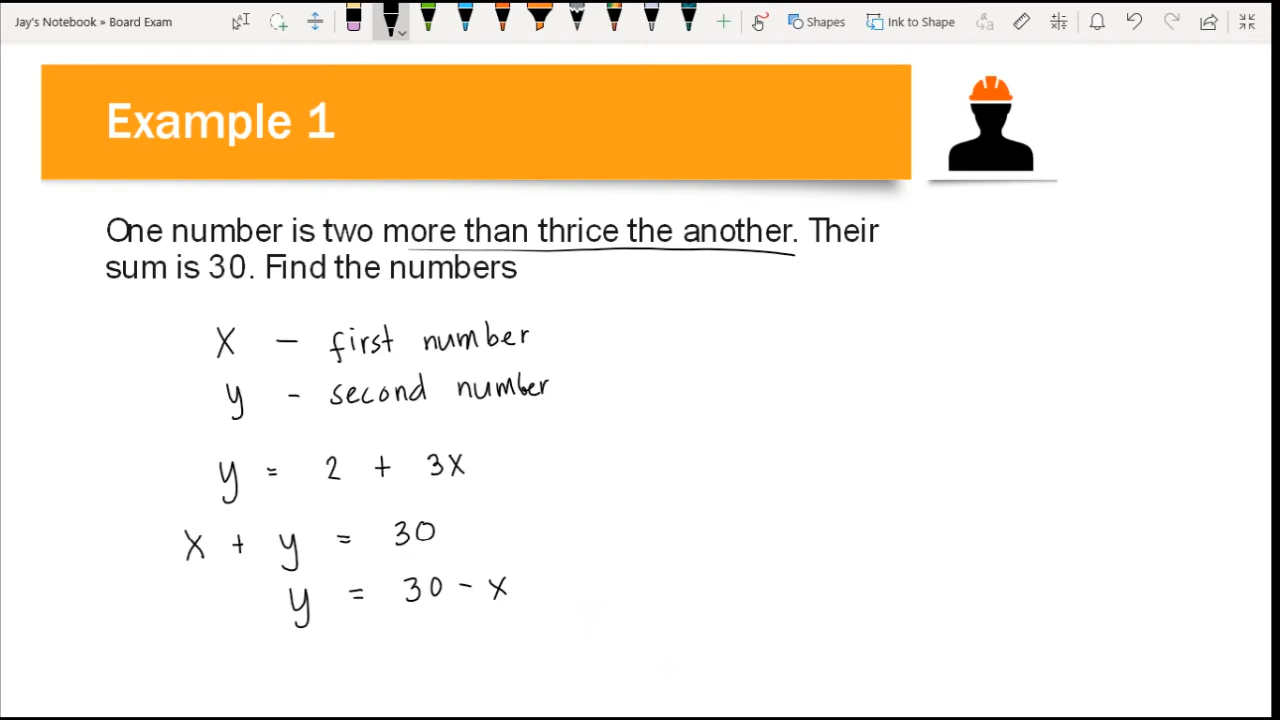 Jay's Notebook » Board Exam
Shapes
Ink to Shape
Example 1
One number is two more than thrice the another. Their
sum is 30. Find the numbers
X – first number
y - second number
y = 2 + 3X
X + y = 30
y = 30 - x